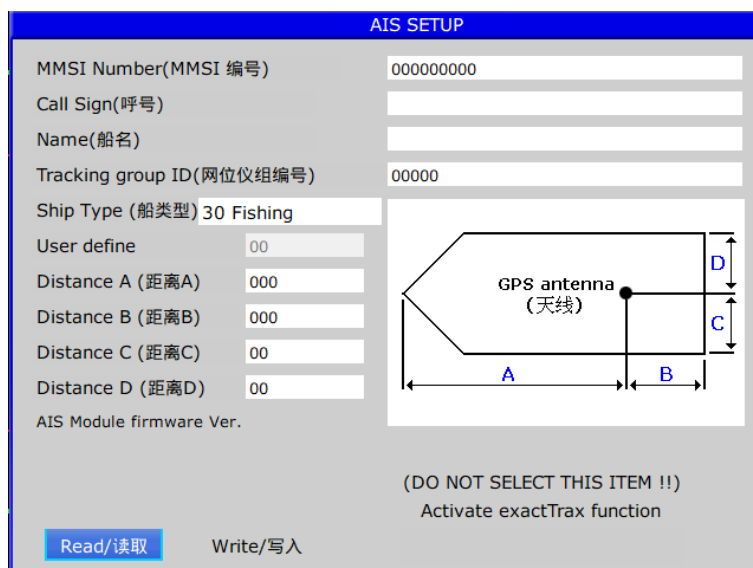 AIS SETUP
MMSI Number(MMSI 编号) 000000000
Call Sign(呼号)
Name(船名)
Tracking group ID(网位仪组编号) 00000
Ship Type (船类型) 30 Fishing
User define 00
Distance A (距离A) 000
Distance B (距离B) 000
Distance C (距离C) 00
Distance D (距离D) 00
AIS Module firmware Ver.
GPS antenna
(天线)
D
C
A
B
(DO NOT SELECT THIS ITEM !!)
Activate exactTrax function
Read/读取 Write/写入